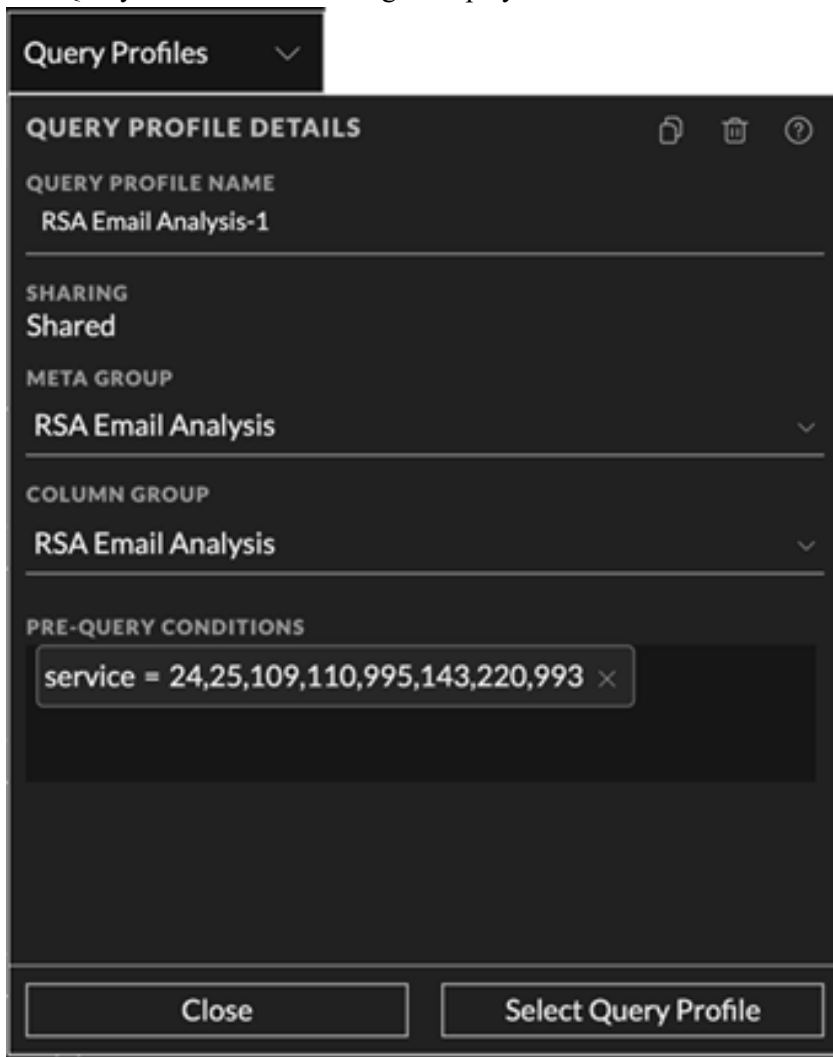 Query Profiles
QUERY PROFILE DETAILS
QUERY PROFILE NAME
RSA Email Analysis-1
SHARING
Shared
META GROUP
RSA Email Analysis
COLUMN GROUP
RSA Email Analysis
PRE-QUERY CONDITIONS
service = 24,25,109,110,995,143,220,993 ×
Close
Select Query Profile